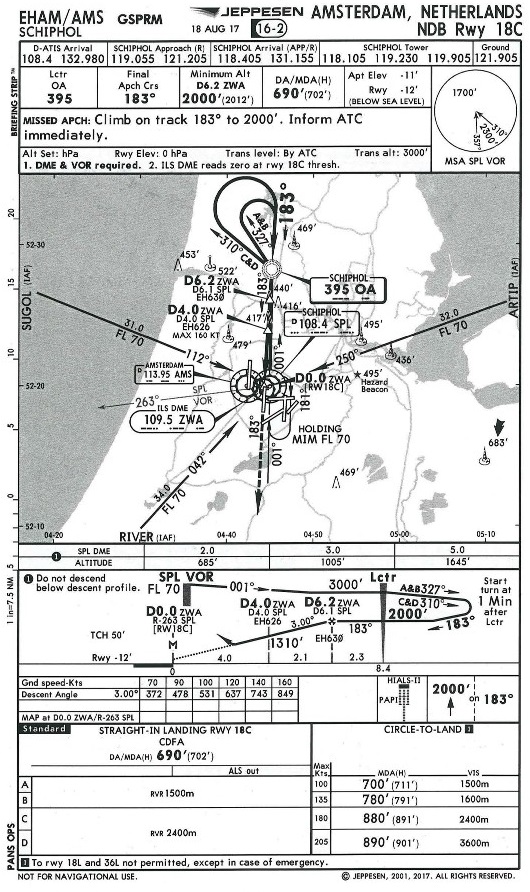 EHAM/AMS GSPRM JEPPESEN AMSTERDAM, NETHERLANDS
SCHIPHOL 18 AUG 17 16-2 NDB Rwy 18C
BRIEFING STRIP™
D-ATIS Arrival SCHIPHOL Approach (R) SCHIPHOL Arrival (APP/R) SCHIPHOL Tower Ground
108.4 132.980 119.055 121.205 118.405 131.155 118.105 119.230 119.905 121.905
Lctr OA 395
Final Apch Crs 183°
Minimum Alt D6.2 ZWA 2000'(2012')
DA/MDA(H) 690'(702')
Apt Elev -11'
Rwy -12'
(BELOW SEA LEVEL)
1700'
310°
2300'
357°
MSA SPL VOR
MISSED APCH: Climb on track 183° to 2000'. Inform ATC
immediately.
Alt Set: hPa Rwy Elev: 0 hPa Trans level: By ATC Trans alt: 3000'
1. DME & VOR required. 2. ILS DME reads zero at rwy 18C thresh.
20
15
10
5
0
5
1 in=7.5 NM
52-30
52-20
52-10
04-20
04-40
04-50
05-00
05-10
183°
A&B
327°
310° C&D
469'
453'
522'
D6.2 ZWA
D6.1 SPL
EH630
183°
440'
416'
SCHIPHOL
395 OA
D4.0 ZWA
D4.0 SPL
EH626
MAX 160 KT
417'
479'
SCHIPHOL
D 108.4 SPL
495'
436'
SUGOL (IAF)
31.0
FL 70
112°
ARTIP (IAF)
32.0
FL 70
250°
AMSTERDAM
D 113.95 AMS
001°
D0.0 ZWA
[RW18C]
495'
Hazard
Beacon
263° SPL
VOR
ILS DME
109.5 ZWA
181°
HOLDING
MIM FL 70
183°
001°
683'
469'
042°
34.0
FL 70
RIVER (IAF)
1 SPL DME 2.0 3.0 5.0
ALTITUDE 685' 1005' 1645'
1 Do not descend
below descent profile.
SPL VOR
FL 70
001°
3000'
Lctr
A&B 327°
C&D 310°
2000'
183°
Start
turn at
1 Min
after
Lctr
D0.0 ZWA
R-263 SPL
[RW18C]
D4.0 ZWA
D4.0 SPL
EH626
D6.2 ZWA
D6.1 SPL
EH630
3.00°
183°
1310'
TCH 50'
M
Rwy -12'
4.0 2.1 2.3
0 8.4
Gnd speed-Kts 70 90 100 120 140 160
Descent Angle 3.00° 372 478 531 637 743 849
MAP at D0.0 ZWA/R-263 SPL
HIALS-II
PAPI
2000' on 183°
Standard STRAIGHT-IN LANDING RWY 18C CIRCLE-TO-LAND 2
CDFA
DA/MDA(H) 690'(702')
ALS out
Max Kts. MDA(H) VIS
A 100 700'(711') 1500m
RVR 1500m
B 135 780'(791') 1600m
C 180 880'(891') 2400m
RVR 2400m
D 205 890'(901') 3600m
PANS OPS
2 To rwy 18L and 36L not permitted, except in case of emergency.
NOT FOR NAVIGATIONAL USE. © JEPPESEN, 2001, 2017. ALL RIGHTS RESERVED.